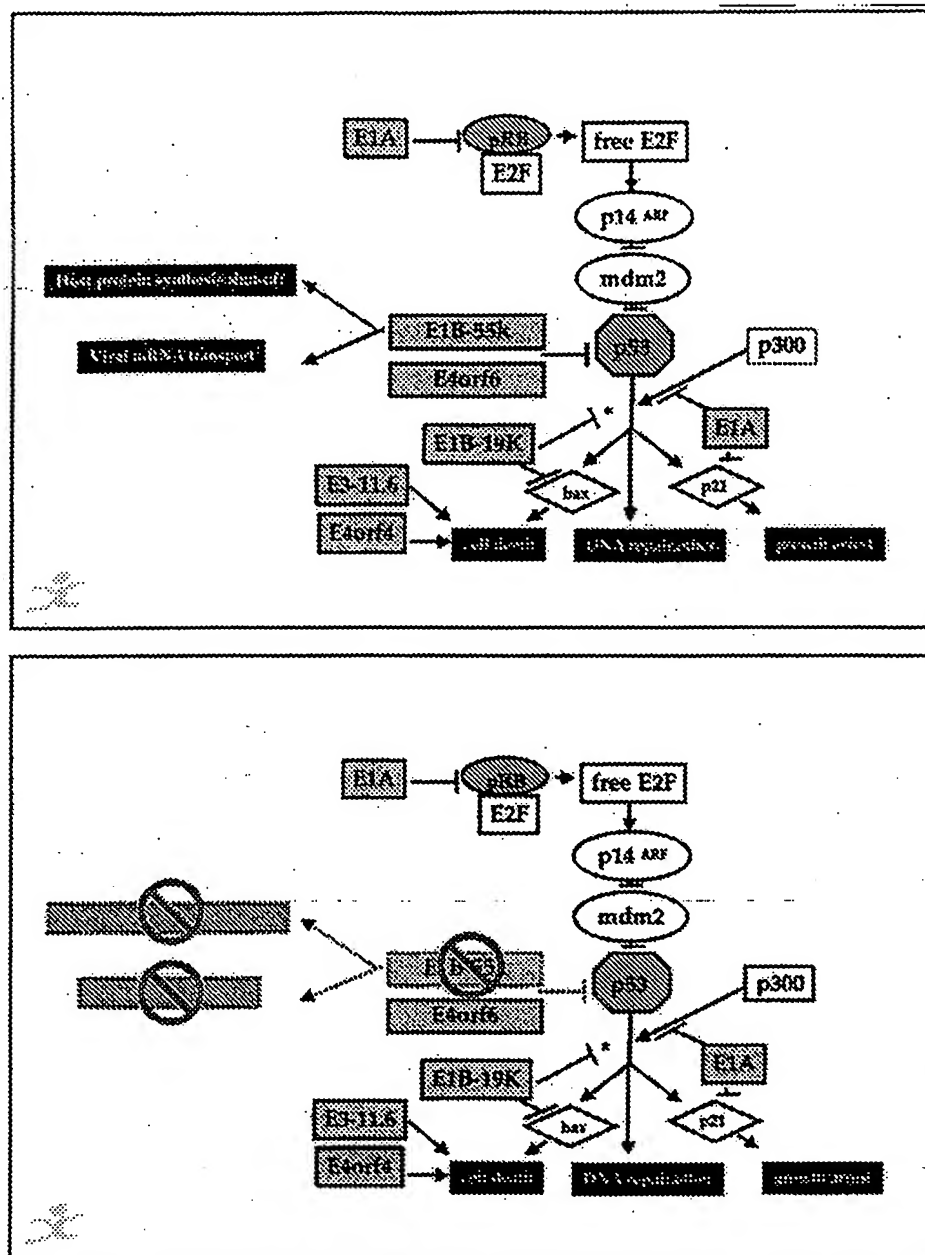 E1A
pRB
free E2F
E2F
p14 ARF
mdm2
Host protein synthesis shutoff
E1B-55k
p53
p300
Viral mRNA transport
E4orf6
*
E1B-19K
E1A
E3-11.6
bax
p21
E4orf4
cell death
DNA replication
growth arrest
E1A
pRB
free E2F
E2F
p14 ARF
mdm2
p53
E4orf6
p300
*
E1B-19K
E1A
E3-11.6
bax
p21
E4orf4
cell death
DNA replication
growth arrest